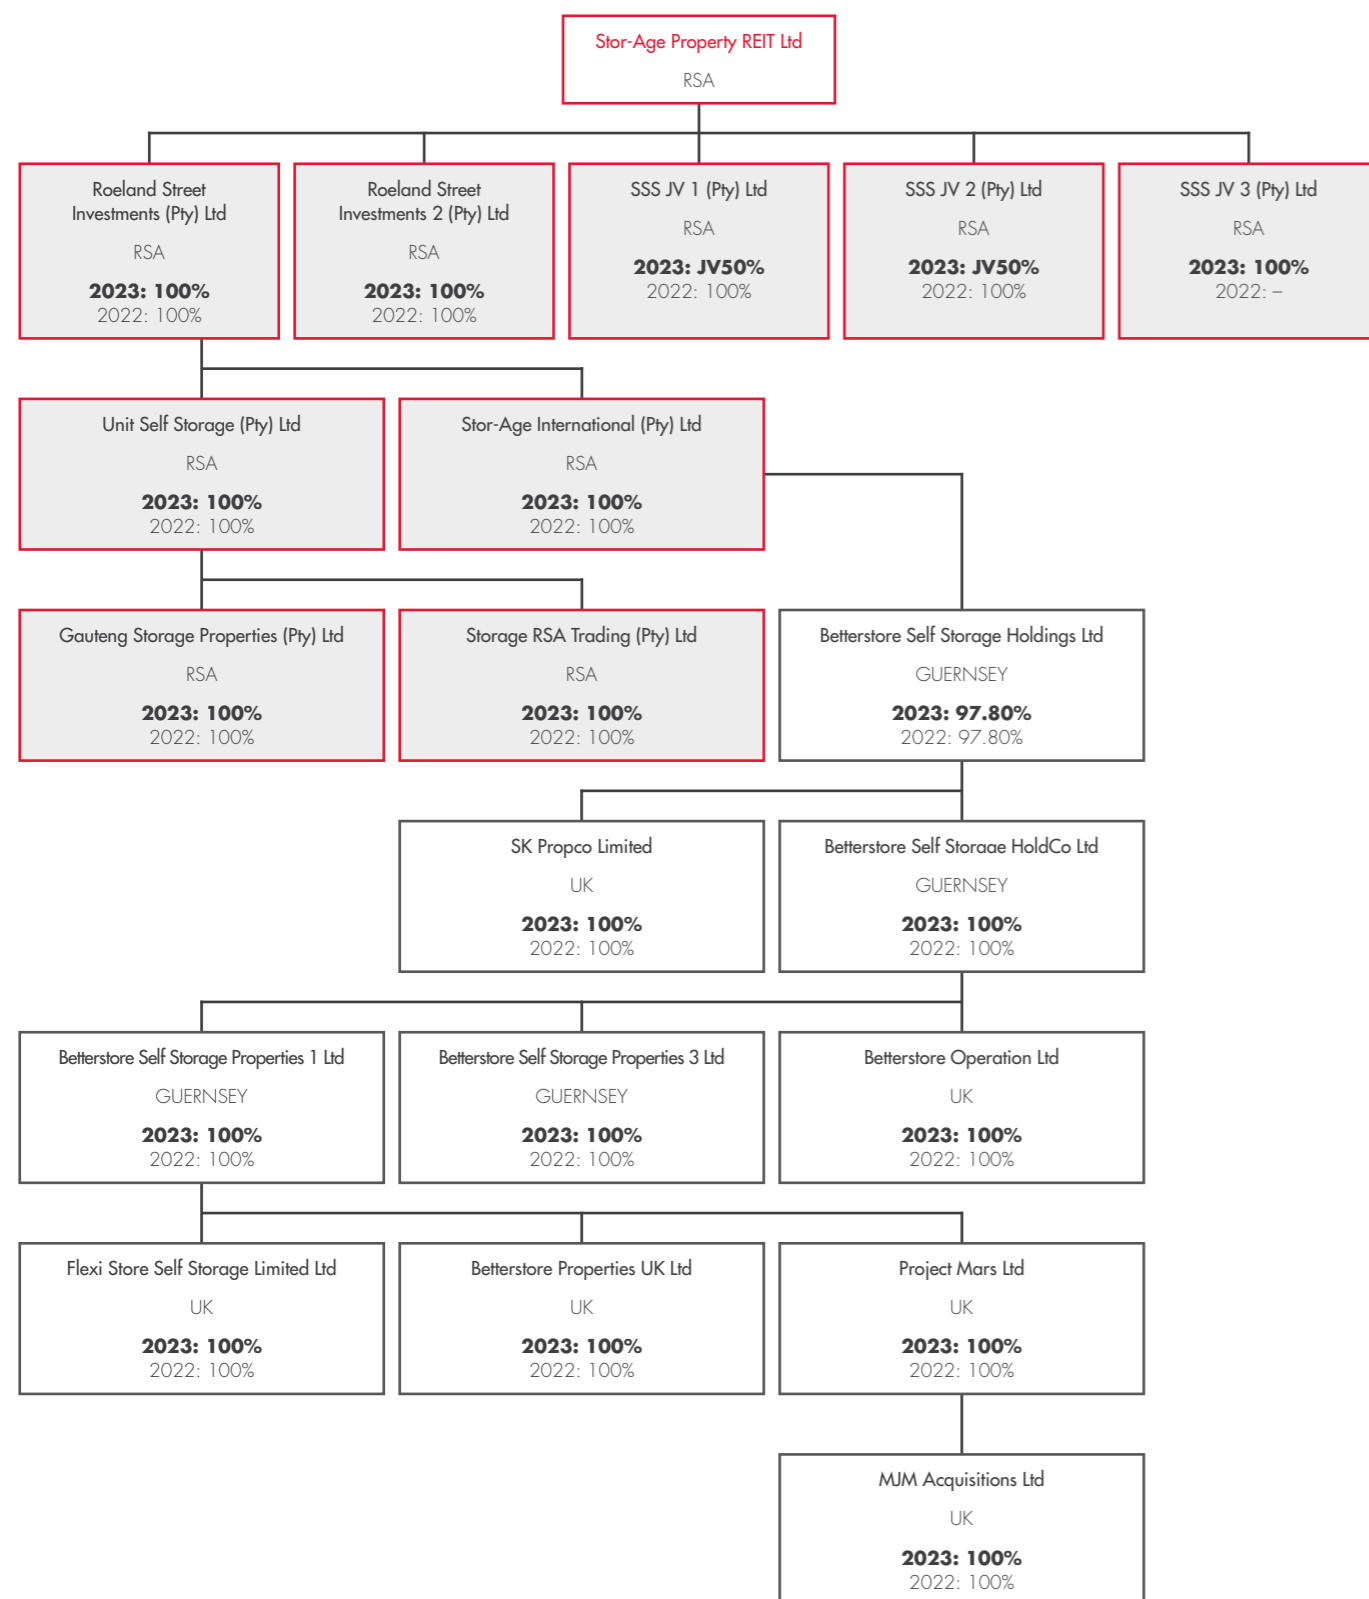 Stor-Age Property REIT Ltd
RSA
Roeland Street
Investments (Pty) Ltd
RSA
2023: 100%
2022: 100%
Roeland Street
Investments 2 (Pty) Ltd
RSA
2023: 100%
2022: 100%
SSS JV 1 (Pty) Ltd
RSA
2023: JV50%
2022: 100%
SSS JV 2 (Pty) Ltd
RSA
2023: JV50%
2022: 100%
SSS JV 3 (Pty) Ltd
RSA
2023: 100%
2022: –
Unit Self Storage (Pty) Ltd
RSA
2023: 100%
2022: 100%
Stor-Age International (Pty) Ltd
RSA
2023: 100%
2022: 100%
Gauteng Storage Properties (Pty) Ltd
RSA
2023: 100%
2022: 100%
Storage RSA Trading (Pty) Ltd
RSA
2023: 100%
2022: 100%
Betterstore Self Storage Holdings Ltd
GUERNSEY
2023: 97.80%
2022: 97.80%
SK Propco Limited
UK
2023: 100%
2022: 100%
Betterstore Self Storaae HoldCo Ltd
GUERNSEY
2023: 100%
2022: 100%
Betterstore Self Storage Properties 1 Ltd
GUERNSEY
2023: 100%
2022: 100%
Betterstore Self Storage Properties 3 Ltd
GUERNSEY
2023: 100%
2022: 100%
Betterstore Operation Ltd
UK
2023: 100%
2022: 100%
Flexi Store Self Storage Limited Ltd
UK
2023: 100%
2022: 100%
Betterstore Properties UK Ltd
UK
2023: 100%
2022: 100%
Project Mars Ltd
UK
2023: 100%
2022: 100%
MJM Acquisitions Ltd
UK
2023: 100%
2022: 100%